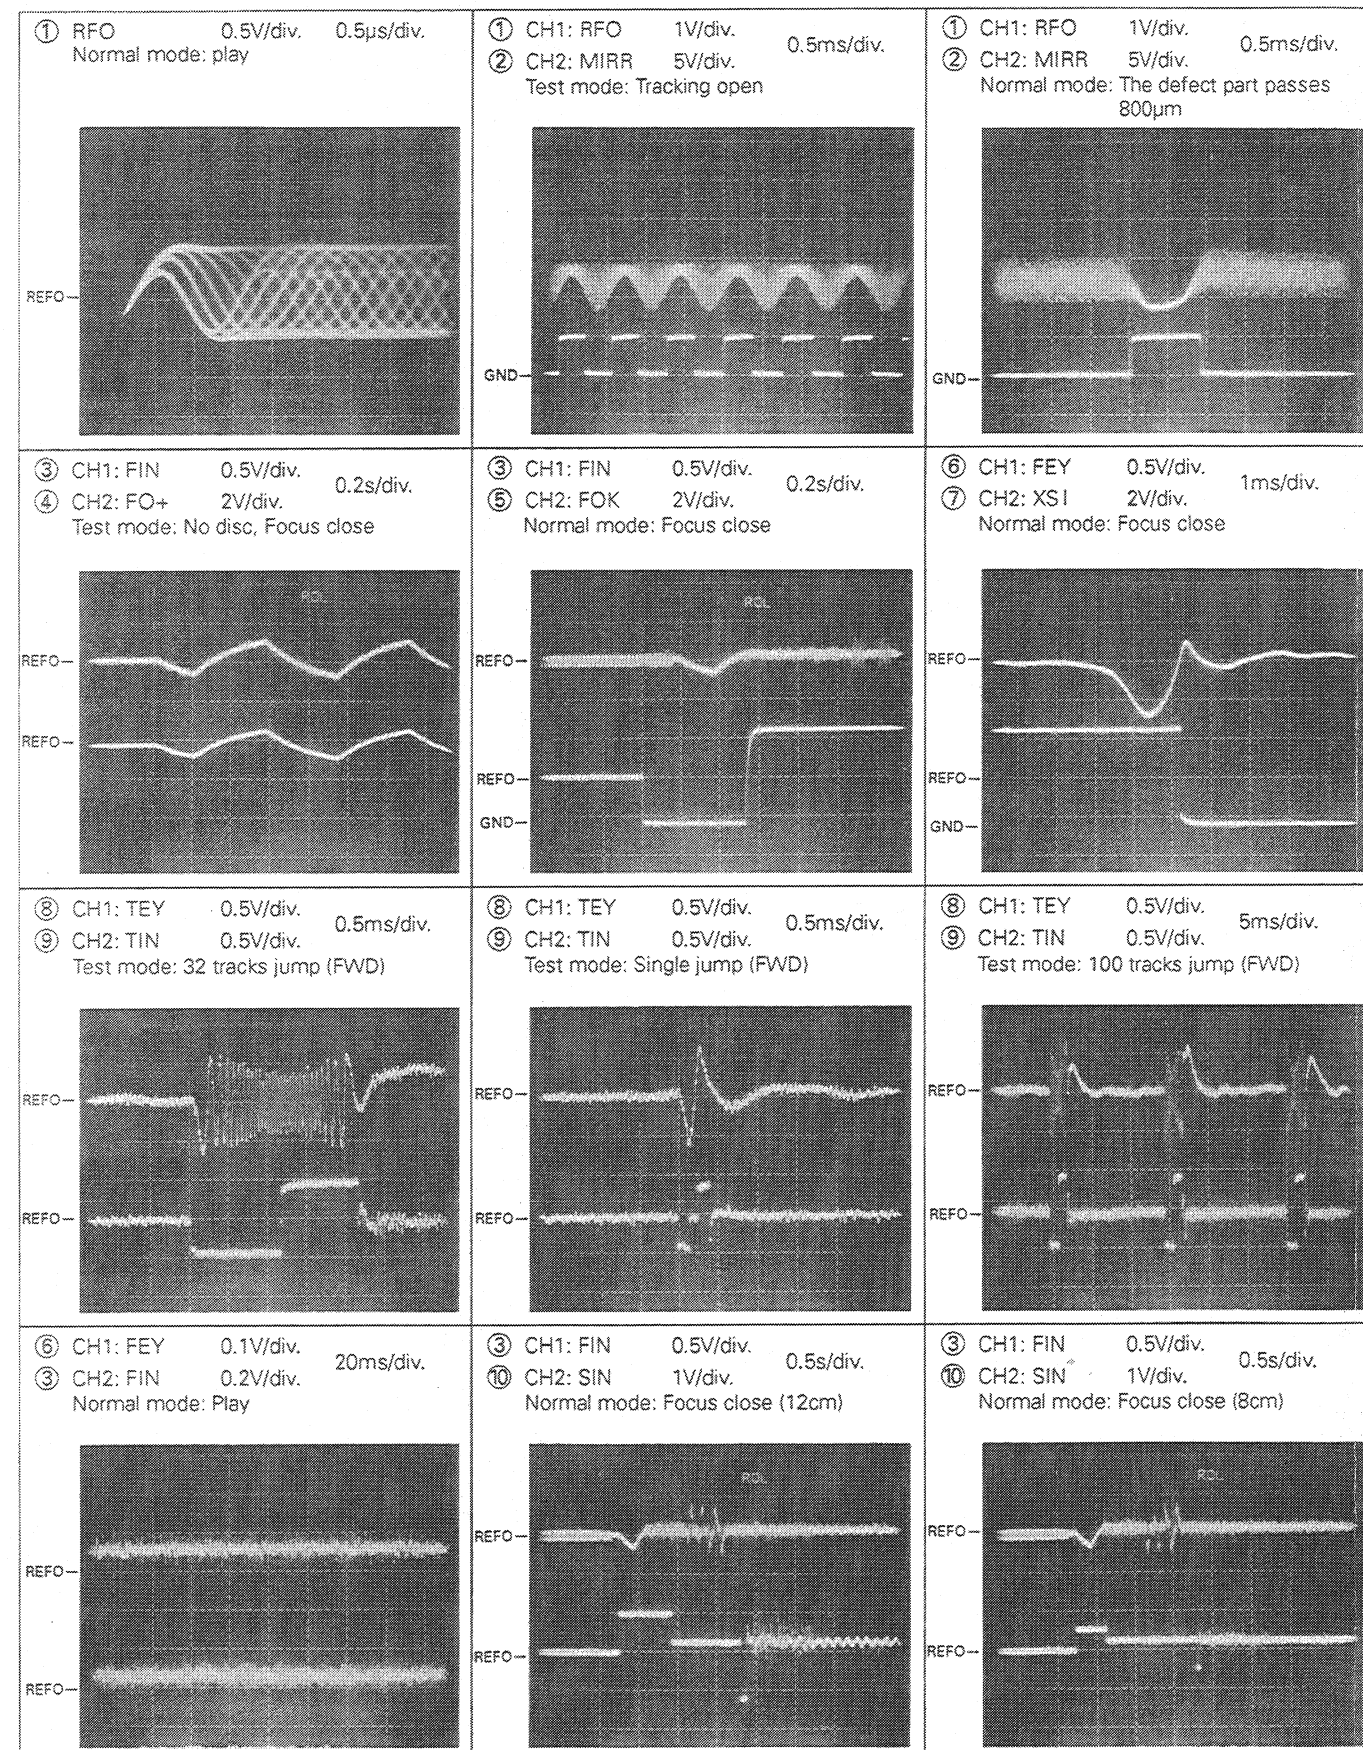 ① RFO 0.5V/div. 0.5µs/div.
Normal mode: play
REFO
① CH1: RFO 1V/div. 0.5ms/div.
② CH2: MIRR 5V/div.
Test mode: Tracking open
GND
① CH1: RFO 1V/div. 0.5ms/div.
② CH2: MIRR 5V/div.
Normal mode: The defect part passes
800µm
GND
③ CH1: FIN 0.5V/div. 0.2s/div.
④ CH2: FO+ 2V/div.
Test mode: No disc, Focus close
ROL
REFO
REFO
③ CH1: FIN 0.5V/div. 0.2s/div.
⑤ CH2: FOK 2V/div.
Normal mode: Focus close
ROL
REFO
REFO
GND
⑥ CH1: FEY 0.5V/div. 1ms/div.
⑦ CH2: XSI 2V/div.
Normal mode: Focus close
REFO
REFO
GND
⑧ CH1: TEY 0.5V/div. 0.5ms/div.
⑨ CH2: TIN 0.5V/div.
Test mode: 32 tracks jump (FWD)
REFO
REFO
⑧ CH1: TEY 0.5V/div. 0.5ms/div.
⑨ CH2: TIN 0.5V/div.
Test mode: Single jump (FWD)
REFO
REFO
⑧ CH1: TEY 0.5V/div. 5ms/div.
⑨ CH2: TIN 0.5V/div.
Test mode: 100 tracks jump (FWD)
REFO
REFO
⑥ CH1: FEY 0.1V/div. 20ms/div.
③ CH2: FIN 0.2V/div.
Normal mode: Play
REFO
REFO
③ CH1: FIN 0.5V/div. 0.5s/div.
⑩ CH2: SIN 1V/div.
Normal mode: Focus close (12cm)
ROL
REFO
REFO
③ CH1: FIN 0.5V/div. 0.5s/div.
⑩ CH2: SIN 1V/div.
Normal mode: Focus close (8cm)
ROL
REFO
REFO